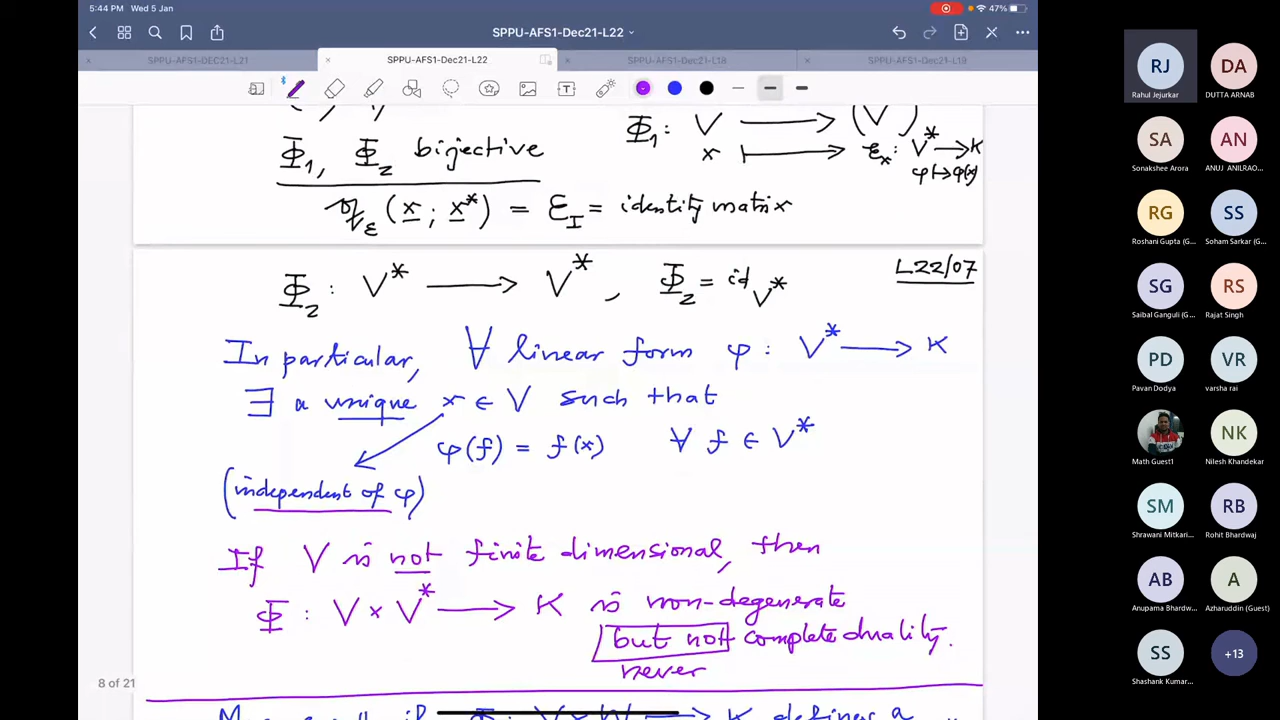 5:44 PM Wed 5 Jan
47%
SPPU-AFS1-Dec21-L22
SPPU-AFS1-DEC21-L21
SPPU-AFS1-Dec21-L22
SPPU-AFS1-Dec21-L18
SPPU-AFS1-Dec21-L19
Φ₁, Φ₂ bijective
Φ₁ : V ⟶ (V*)
x ⟼ ε_x : V* ⟶ K
φ ↦ φ(x)
(x ; x*) = ε_I = identity matrix
L22/07
Φ₂ : V* ⟶ V* , Φ₂ = id_V*
In particular, ∀ linear form φ : V* ⟶ K
∃ a unique x ∈ V such that
φ(f) = f(x) ∀ f ∈ V*
(independent of φ)
If V is not finite dimensional, then
Φ : V × V* ⟶ K is non-degenerate
but not complete duality.
never
8 of 21
RJ
Rahul Jejurkar
DA
DUTTA ARNAB
SA
Sonakshee Arora
AN
ANUJ ANILRAO...
RG
Roshani Gupta (G...
SS
Soham Sarkar (G...
SG
Saibal Ganguli (G...
RS
Rajat Singh
PD
Pavan Dodya
VR
varsha rai
Math Guest1
NK
Nilesh Khandekar
SM
Shrawani Mitkari...
RB
Rohit Bhardwaj
AB
Anupama Bhardw...
A
Azharuddin (Guest)
SS
Shashank Kumar...
+13